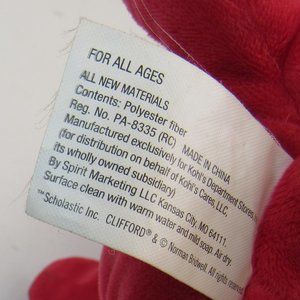 FOR ALL AGES
ALL NEW MATERIALS
Contents: Polyester fiber
Reg. No. PA-8335 (RC) MADE IN CHINA
Manufactured exclusively for Kohl's Department Stores, Inc.
(for distribution on behalf of Kohl's Cares, LLC,
its wholly owned subsidiary)
By Spirit Marketing LLC Kansas City, MO 64111.
Surface clean with warm water and mild soap. Air dry.
™Scholastic Inc. CLIFFORD® & © Norman Bridwell. All rights